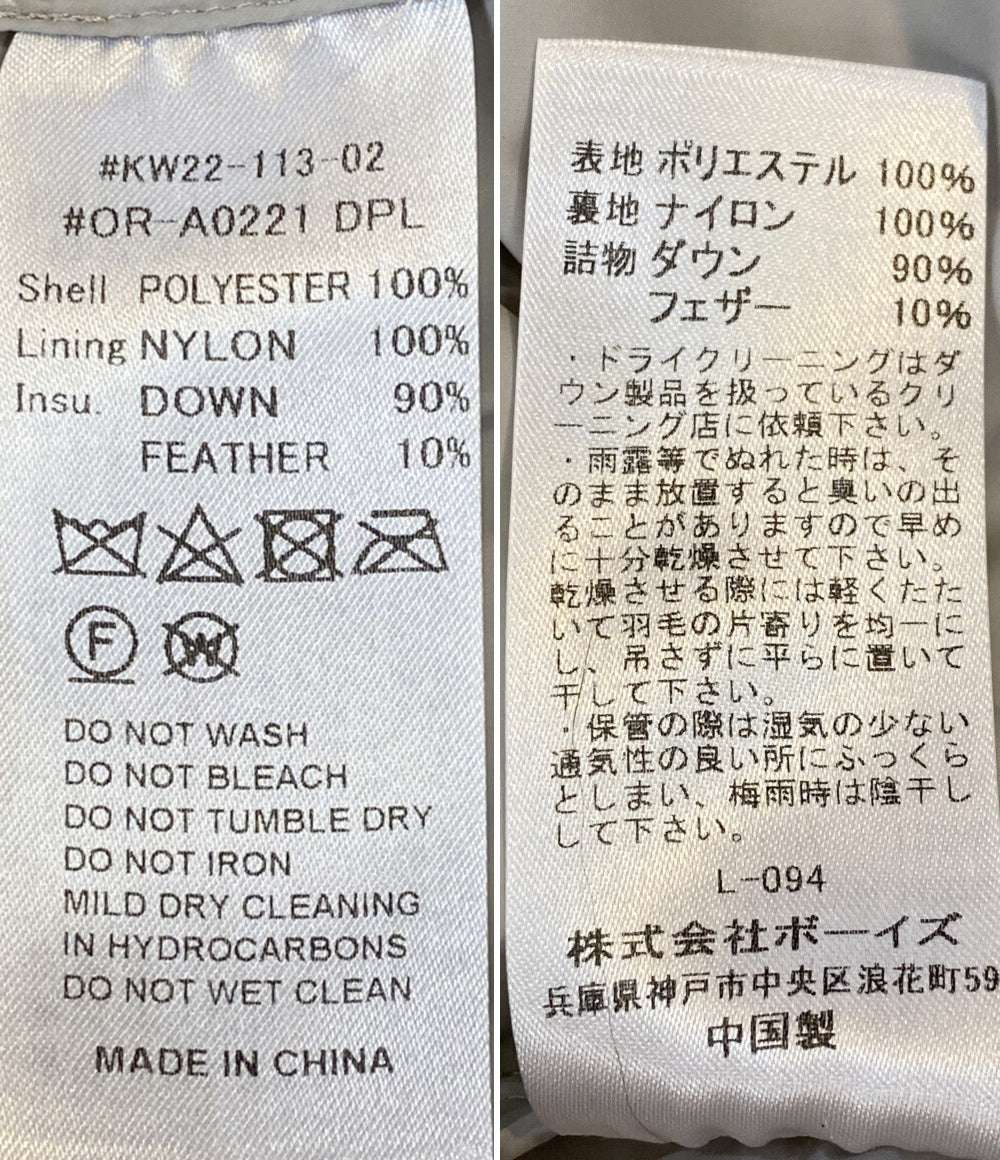 #KW22-113-02
#OR-A0221 DPL
Shell POLYESTER 100%
Lining NYLON 100%
Insu. DOWN 90%
FEATHER 10%
F
W
DO NOT WASH
DO NOT BLEACH
DO NOT TUMBLE DRY
DO NOT IRON
MILD DRY CLEANING
IN HYDROCARBONS
DO NOT WET CLEAN
MADE IN CHINA
表地 ポリエステル 100%
裏地 ナイロン 100%
詰物 ダウン 90%
フェザー 10%
・ドライクリーニングはダ
ウン製品を扱っているクリ
ーニング店に依頼下さい。
・雨露等でぬれた時は、そ
のまま放置すると臭いの出
ることがありますので早め
に十分乾燥させて下さい。
乾燥させる際には軽くたた
いて羽毛の片寄りを均一に
し、吊さずに平らに置いて
干して下さい。
・保管の際は湿気の少ない
通気性の良い所にふっくら
としまい、梅雨時は陰干し
して下さい。
L-094
株式会社ボーイズ
兵庫県神戸市中央区浪花町59
中国製